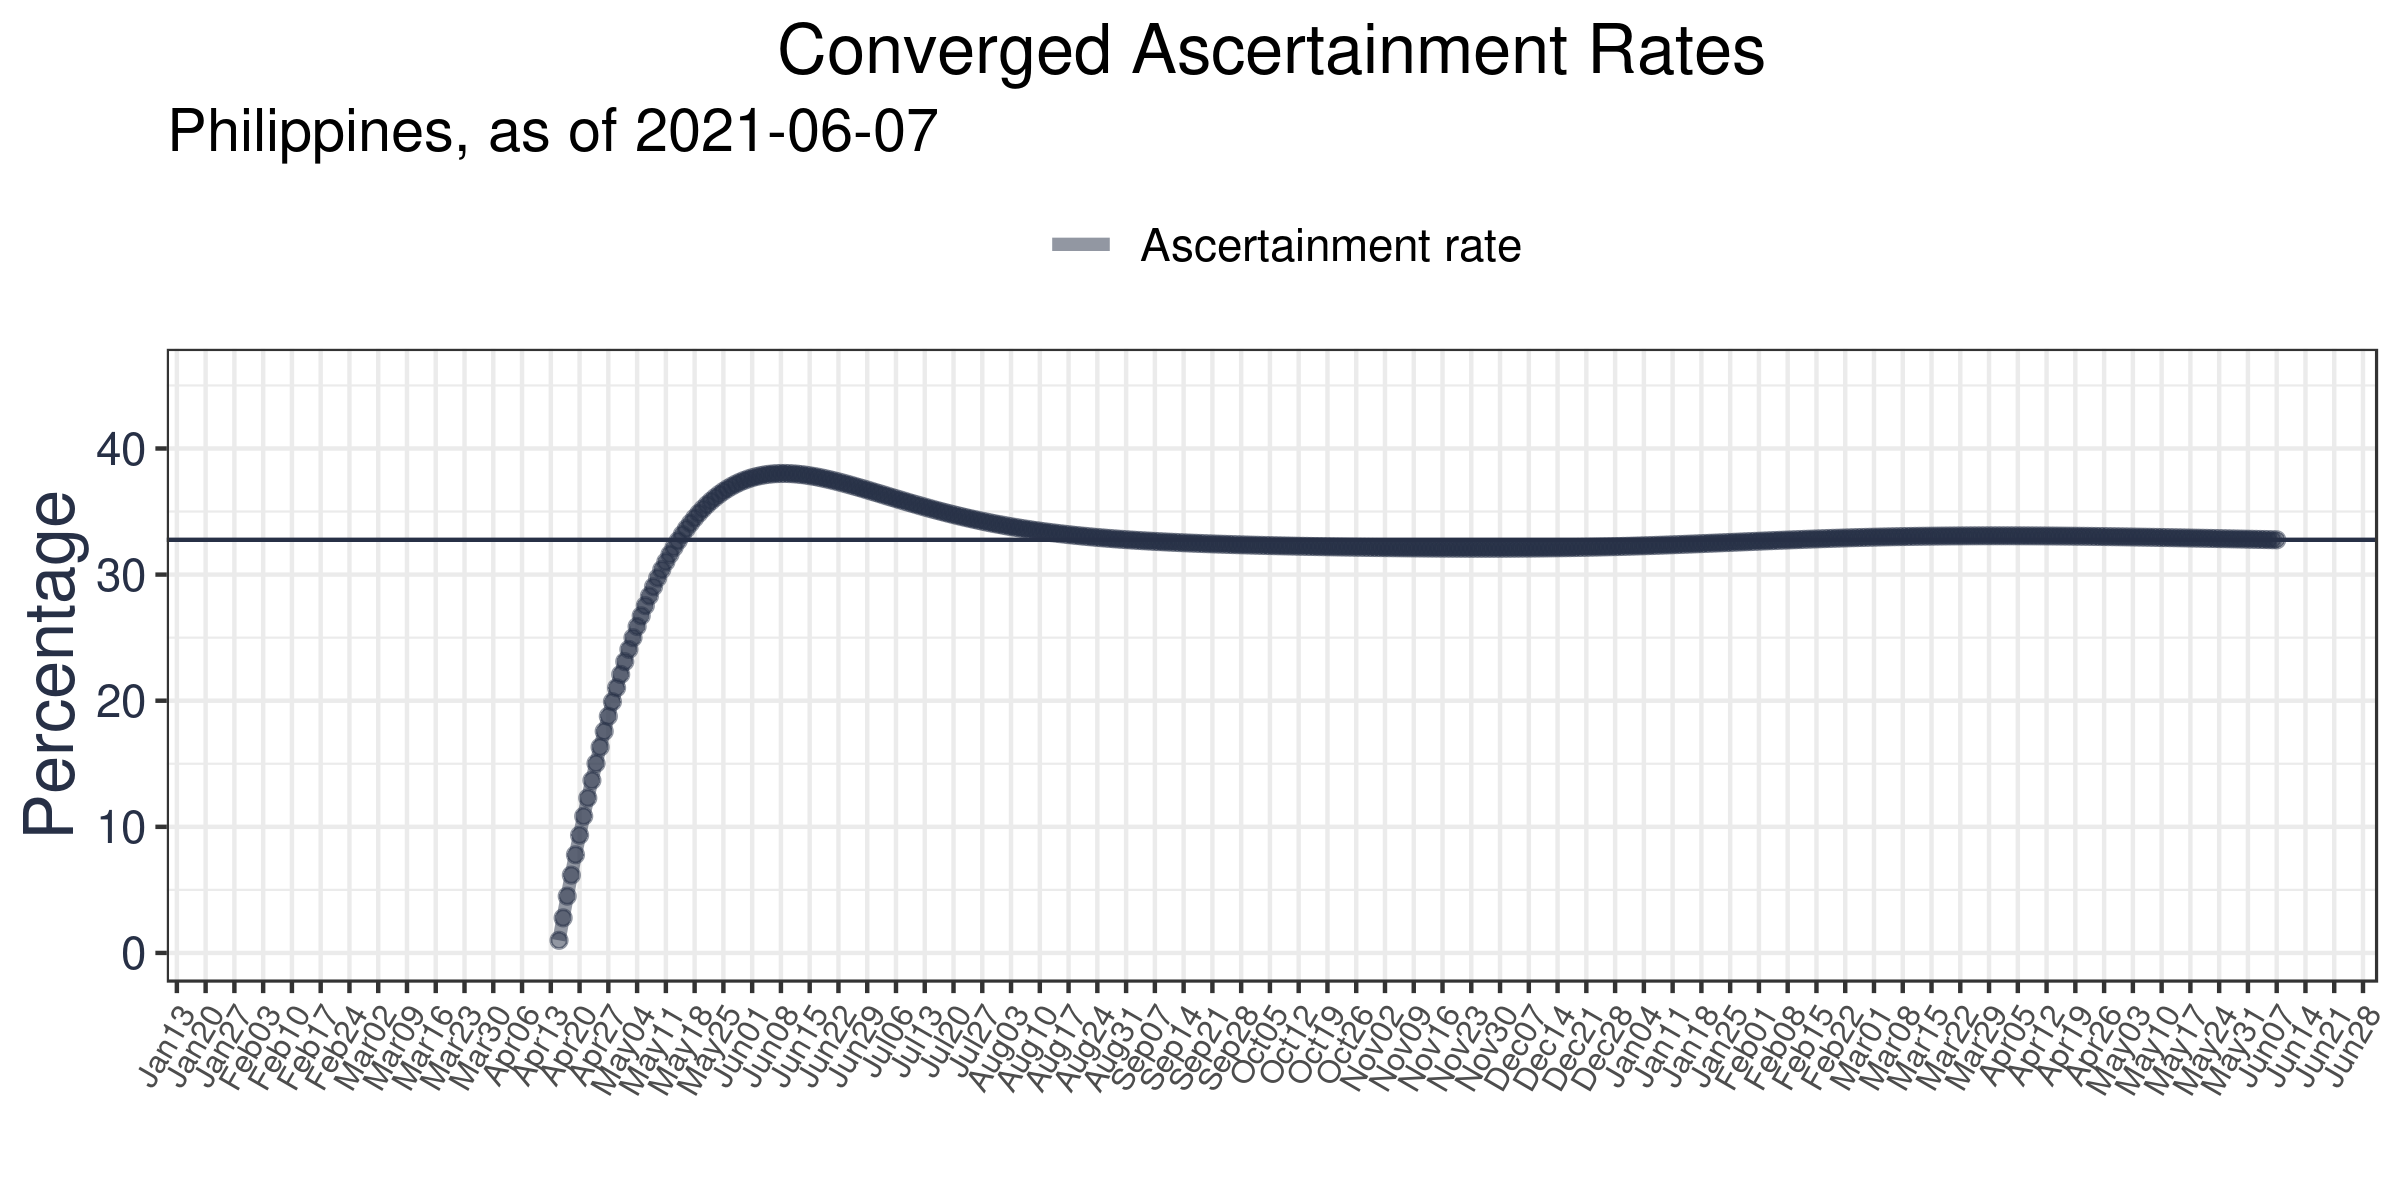 Converged Ascertainment Rates
Philippines, as of 2021-06-07
Ascertainment rate
Percentage
40
30
20
10
0
Jan13 Jan20 Jan27 Feb03 Feb10 Feb17 Feb24 Mar02 Mar09 Mar16 Mar23 Mar30 Apr06 Apr13 Apr20 Apr27 May04 May11 May18 May25 Jun01 Jun08 Jun15 Jun22 Jun29 Jul06 Jul13 Jul20 Jul27 Aug03 Aug10 Aug17 Aug24 Aug31 Sep07 Sep14 Sep21 Sep28 Oct05 Oct12 Oct19 Oct26 Nov02 Nov09 Nov16 Nov23 Nov30 Dec07 Dec14 Dec21 Dec28 Jan04 Jan11 Jan18 Jan25 Feb01 Feb08 Feb15 Feb22 Mar01 Mar08 Mar15 Mar22 Mar29 Apr05 Apr12 Apr19 Apr26 May03 May10 May17 May24 May31 Jun07 Jun14 Jun21 Jun28